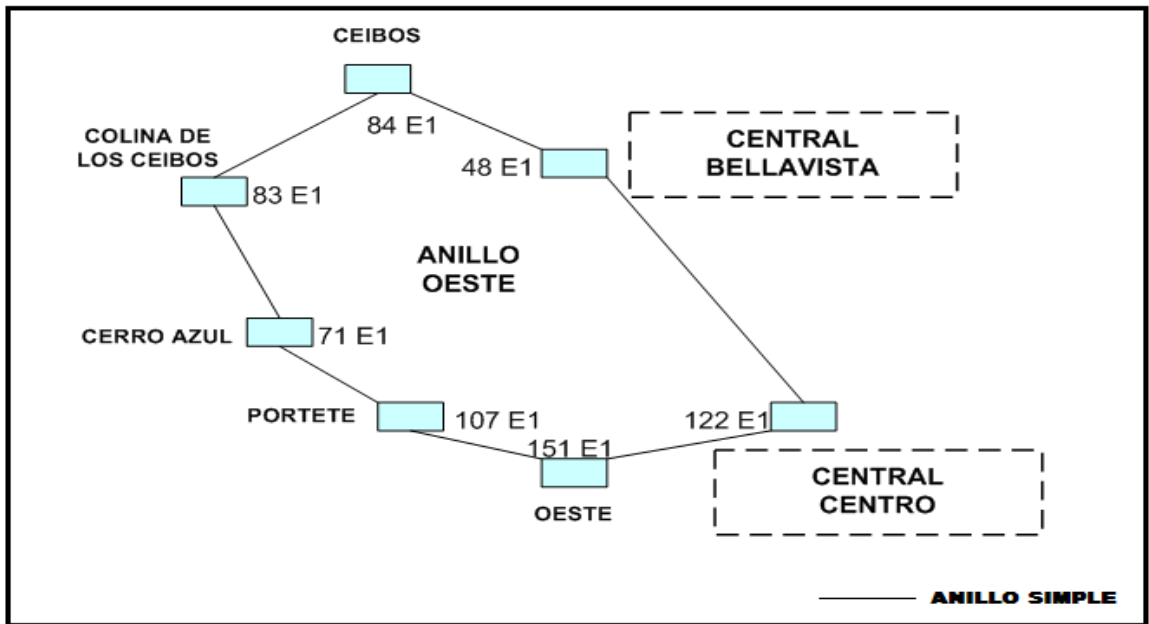 CEIBOS
84 E1
COLINA DE
LOS CEIBOS
83 E1
48 E1
CENTRAL
BELLAVISTA
ANILLO
OESTE
CERRO AZUL
71 E1
PORTETE
107 E1
151 E1
122 E1
OESTE
CENTRAL
CENTRO
ANILLO SIMPLE